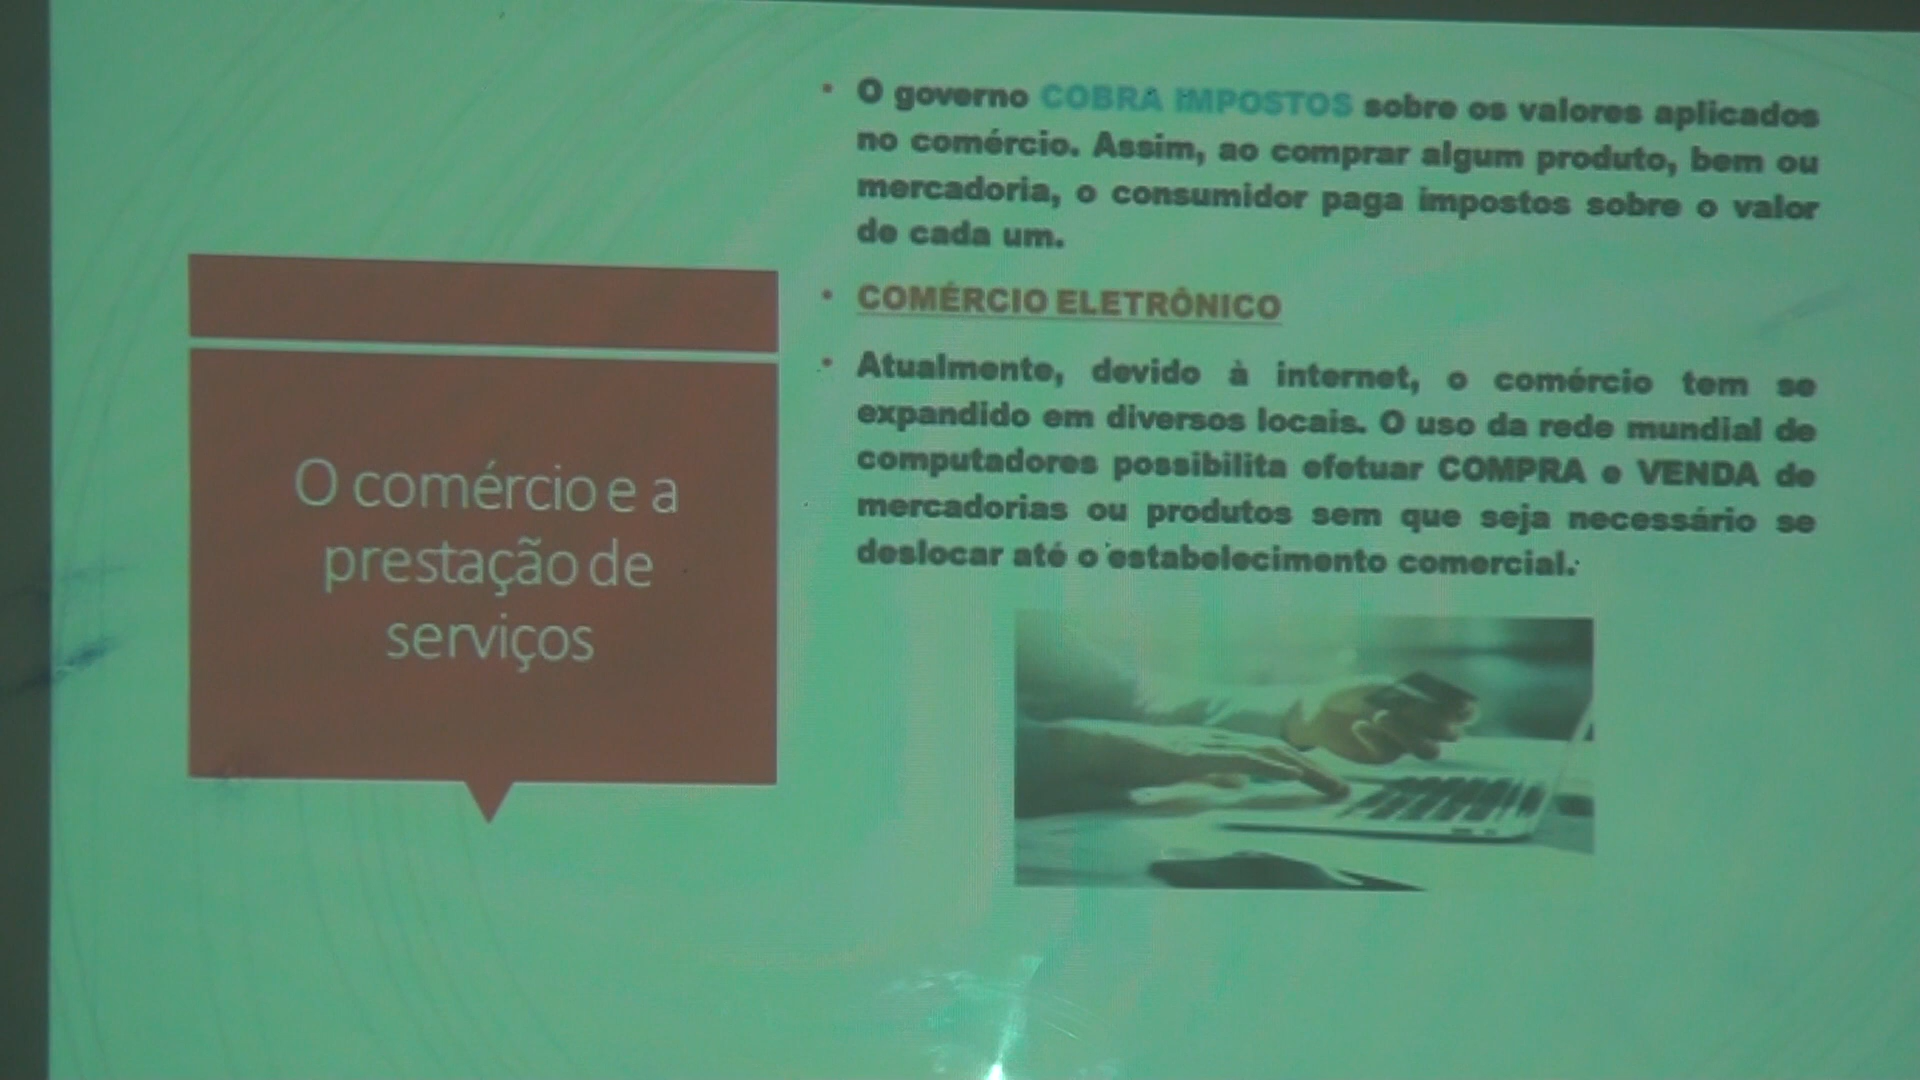 O comércio e a
prestação de
serviços
• O governo COBRA IMPOSTOS sobre os valores aplicados
no comércio. Assim, ao comprar algum produto, bem ou
mercadoria, o consumidor paga impostos sobre o valor
de cada um.
• COMÉRCIO ELETRÔNICO
• Atualmente, devido à internet, o comércio tem se
expandido em diversos locais. O uso da rede mundial de
computadores possibilita efetuar COMPRA e VENDA de
mercadorias ou produtos sem que seja necessário se
deslocar até o estabelecimento comercial.